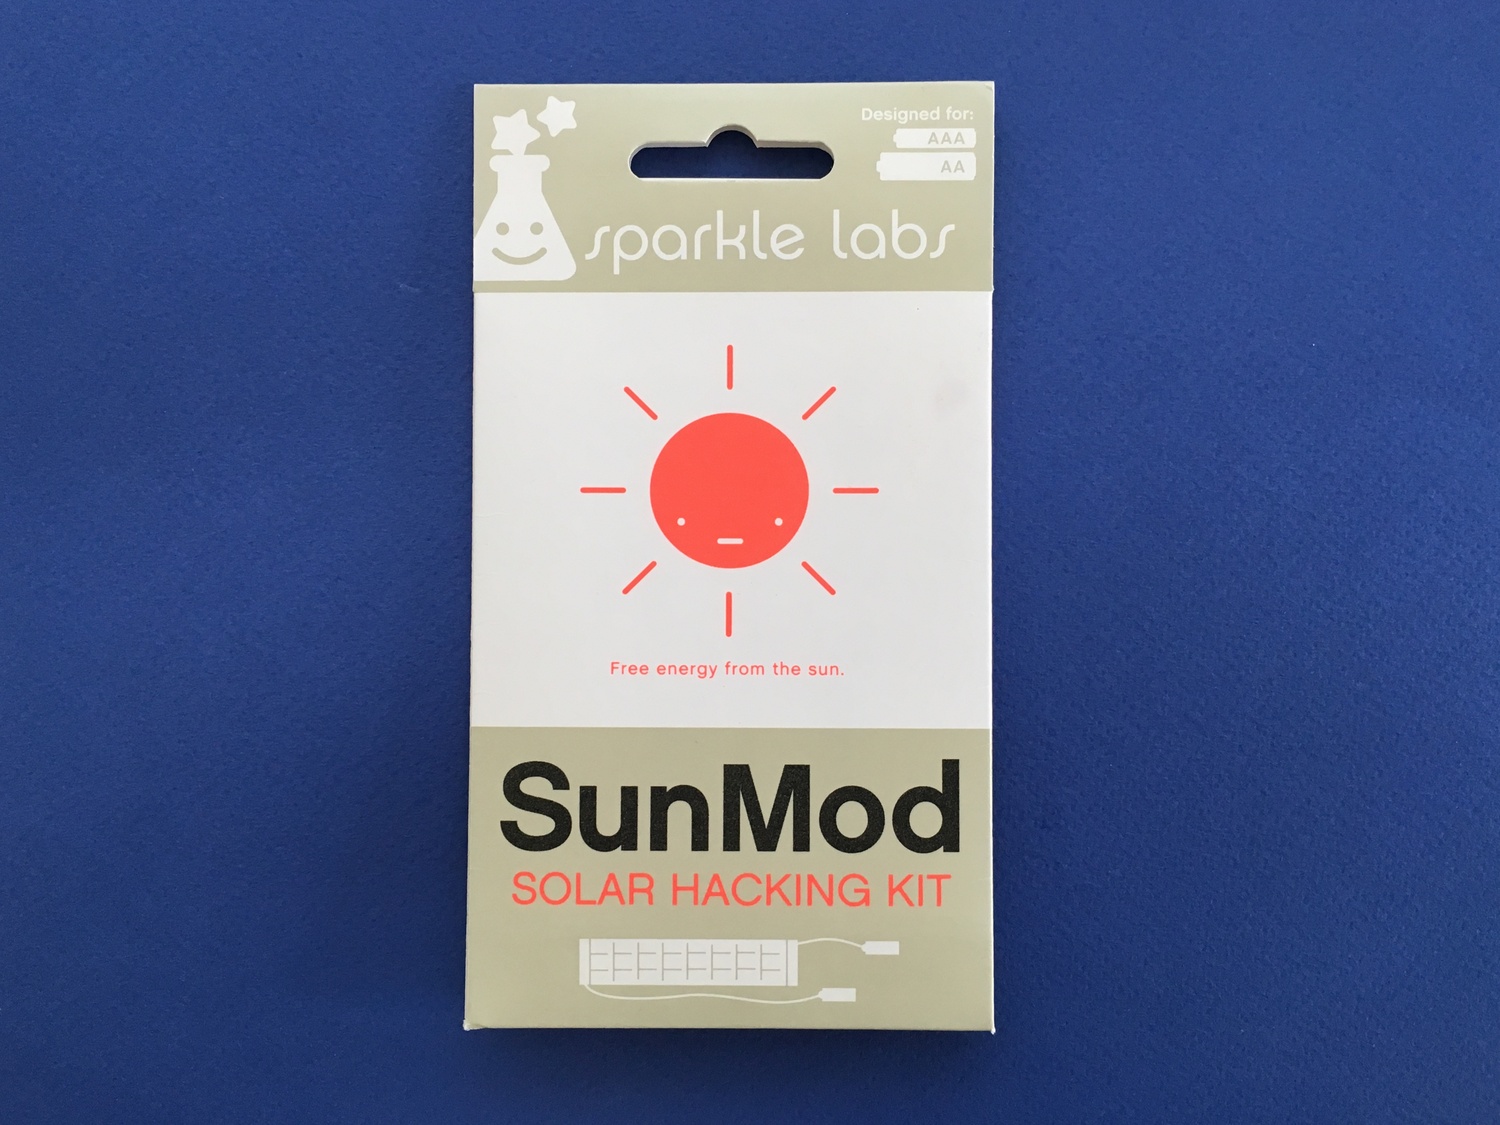 Designed for:
AAA
AA
sparkle labs
Free energy from the sun.
SunMod
SOLAR HACKING KIT